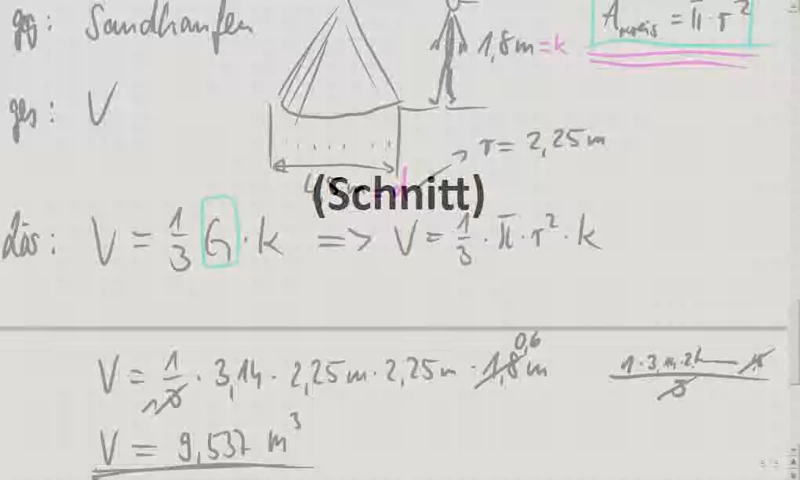 geg: Sandhaufen
1,8m=k
A_Kreis = π·r²
ges: V
r = 2,25m
(Schnitt)
Lös: V = 1/3 G·k => V = 1/3·π·r²·k
0,6
V = 1/3 · 3,14 · 2,25m · 2,25m · 1,8m
V = 9,537 m³